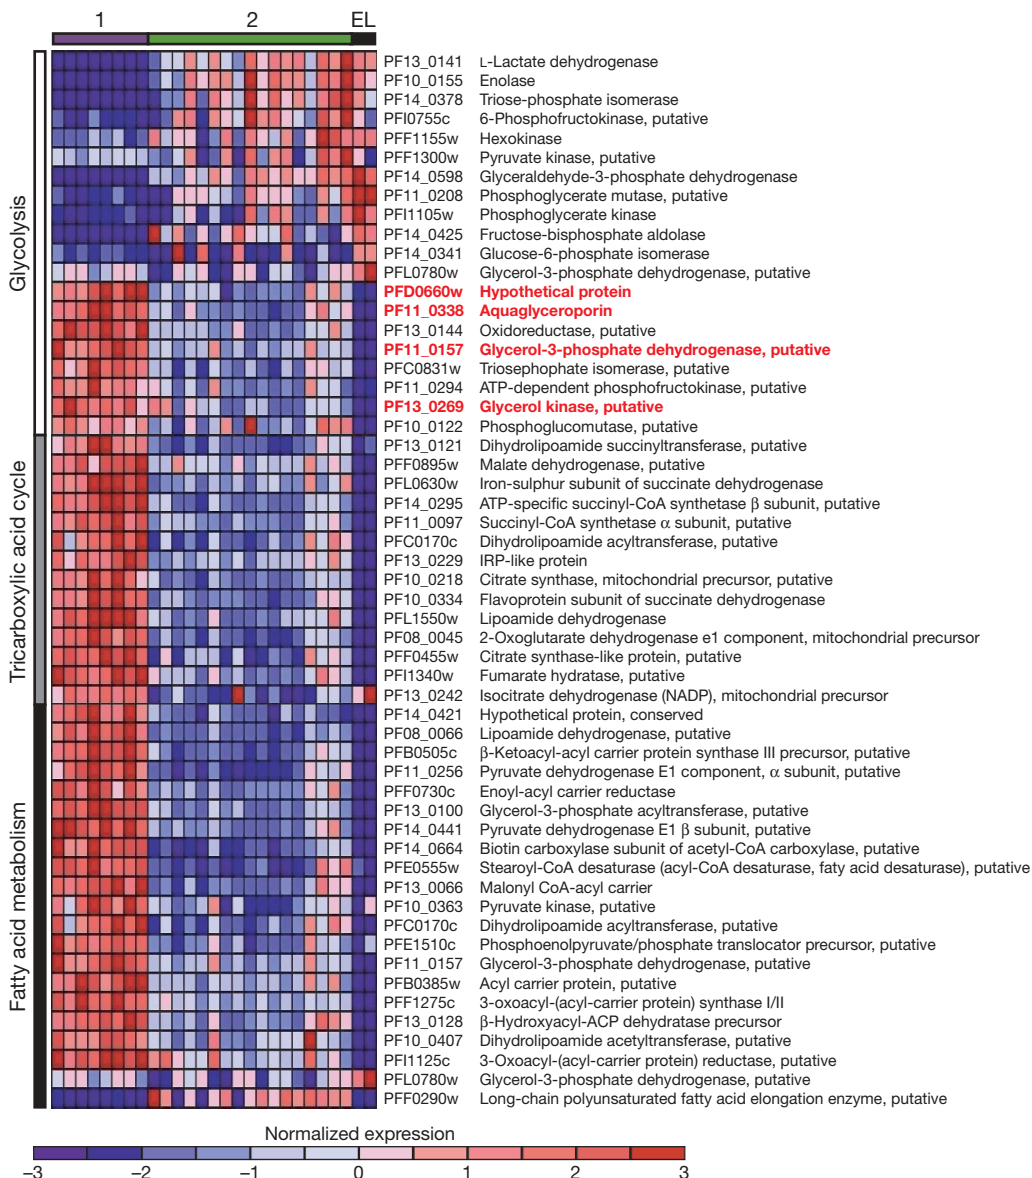 1 2 EL
Glycolysis
PF13_0141 L-Lactate dehydrogenase
PF10_0155 Enolase
PF14_0378 Triose-phosphate isomerase
PFI0755c 6-Phosphofructokinase, putative
PFF1155w Hexokinase
PFF1300w Pyruvate kinase, putative
PF14_0598 Glyceraldehyde-3-phosphate dehydrogenase
PF11_0208 Phosphoglycerate mutase, putative
PFI1105w Phosphoglycerate kinase
PF14_0425 Fructose-bisphosphate aldolase
PF14_0341 Glucose-6-phosphate isomerase
PFL0780w Glycerol-3-phosphate dehydrogenase, putative
PFD0660w Hypothetical protein
PF11_0338 Aquaglyceroporin
PF13_0144 Oxidoreductase, putative
PF11_0157 Glycerol-3-phosphate dehydrogenase, putative
PFC0831w Triosephophate isomerase, putative
PF11_0294 ATP-dependent phosphofructokinase, putative
PF13_0269 Glycerol kinase, putative
PF10_0122 Phosphoglucomutase, putative
Tricarboxylic acid cycle
PF13_0121 Dihydrolipoamide succinyltransferase, putative
PFF0895w Malate dehydrogenase, putative
PFL0630w Iron-sulphur subunit of succinate dehydrogenase
PF14_0295 ATP-specific succinyl-CoA synthetase β subunit, putative
PF11_0097 Succinyl-CoA synthetase α subunit, putative
PFC0170c Dihydrolipoamide acyltransferase, putative
PF13_0229 IRP-like protein
PF10_0218 Citrate synthase, mitochondrial precursor, putative
PF10_0334 Flavoprotein subunit of succinate dehydrogenase
PFL1550w Lipoamide dehydrogenase
PF08_0045 2-Oxoglutarate dehydrogenase e1 component, mitochondrial precursor
PFF0455w Citrate synthase-like protein, putative
PFI1340w Fumarate hydratase, putative
PF13_0242 Isocitrate dehydrogenase (NADP), mitochondrial precursor
Fatty acid metabolism
PF14_0421 Hypothetical protein, conserved
PF08_0066 Lipoamide dehydrogenase, putative
PFB0505c β-Ketoacyl-acyl carrier protein synthase III precursor, putative
PF11_0256 Pyruvate dehydrogenase E1 component, α subunit, putative
PFF0730c Enoyl-acyl carrier reductase
PF13_0100 Glycerol-3-phosphate acyltransferase, putative
PF14_0441 Pyruvate dehydrogenase E1 β subunit, putative
PF14_0664 Biotin carboxylase subunit of acetyl-CoA carboxylase, putative
PFE0555w Stearoyl-CoA desaturase (acyl-CoA desaturase, faty acid desaturase), putative
PF13_0066 Malonyl CoA-acyl carrier
PF10_0363 Pyruvate kinase, putative
PFC0170c Dihydrolipoamide acyltransferase, putative
PFE1510c Phosphoenolpyruvate/phosphate translocator precursor, putative
PF11_0157 Glycerol-3-phosphate dehydrogenase, putative
PFB0385w Acyl carrier protein, putative
PFF1275c 3-oxoacyl-(acyl-carrier protein) synthase I/II
PF13_0128 β-Hydroxyacyl-ACP dehydratase precursor
PF10_0407 Dihydrolipoamide acetyltransferase, putative
PFI1125c 3-Oxoacyl-(acyl-carrier protein) reductase, putative
PFL0780w Glycerol-3-phosphate dehydrogenase, putative
PFF0290w Long-chain polyunsaturated fatty acid elongation enzyme, putative
Normalized expression
–3 –2 –1 0 1 2 3